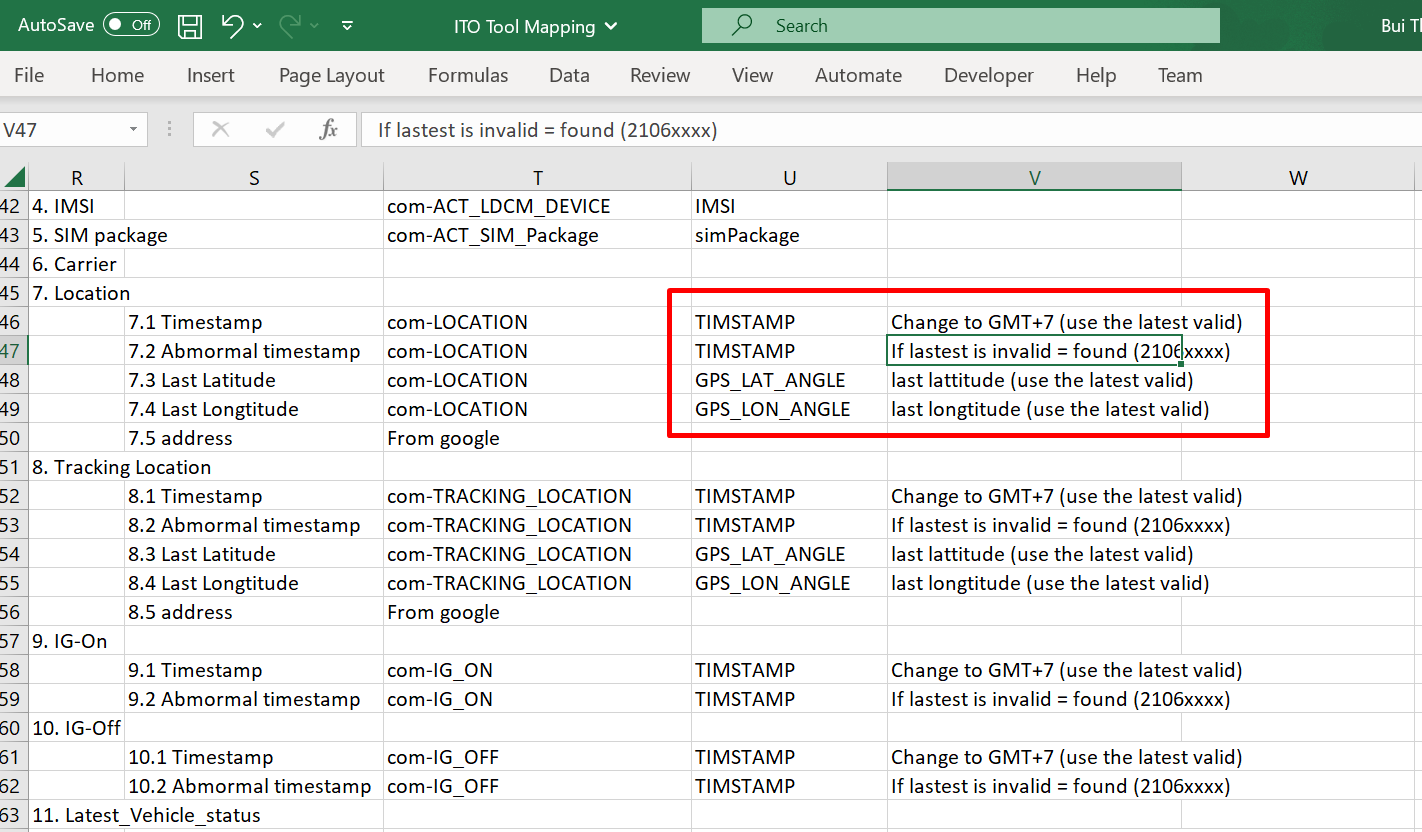 AutoSave Off ITO Tool Mapping Search
File Home Insert Page Layout Formulas Data Review View Automate Developer Help Team
V47 fx If lastest is invalid = found (2106xxxx)
R S T U V W
42 4. IMSI com-ACT_LDCM_DEVICE IMSI
43 5. SIM package com-ACT_SIM_Package simPackage
44 6. Carrier
45 7. Location
46 7.1 Timestamp com-LOCATION TIMSTAMP Change to GMT+7 (use the latest valid)
47 7.2 Abmormal timestamp com-LOCATION TIMSTAMP If lastest is invalid = found (2106xxxx)
48 7.3 Last Latitude com-LOCATION GPS_LAT_ANGLE last lattitude (use the latest valid)
49 7.4 Last Longtitude com-LOCATION GPS_LON_ANGLE last longtitude (use the latest valid)
50 7.5 address From google
51 8. Tracking Location
52 8.1 Timestamp com-TRACKING_LOCATION TIMSTAMP Change to GMT+7 (use the latest valid)
53 8.2 Abmormal timestamp com-TRACKING_LOCATION TIMSTAMP If lastest is invalid = found (2106xxxx)
54 8.3 Last Latitude com-TRACKING_LOCATION GPS_LAT_ANGLE last lattitude (use the latest valid)
55 8.4 Last Longtitude com-TRACKING_LOCATION GPS_LON_ANGLE last longtitude (use the latest valid)
56 8.5 address From google
57 9. IG-On
58 9.1 Timestamp com-IG_ON TIMSTAMP Change to GMT+7 (use the latest valid)
59 9.2 Abmormal timestamp com-IG_ON TIMSTAMP If lastest is invalid = found (2106xxxx)
60 10. IG-Off
61 10.1 Timestamp com-IG_OFF TIMSTAMP Change to GMT+7 (use the latest valid)
62 10.2 Abmormal timestamp com-IG_OFF TIMSTAMP If lastest is invalid = found (2106xxxx)
63 11. Latest_Vehicle_status